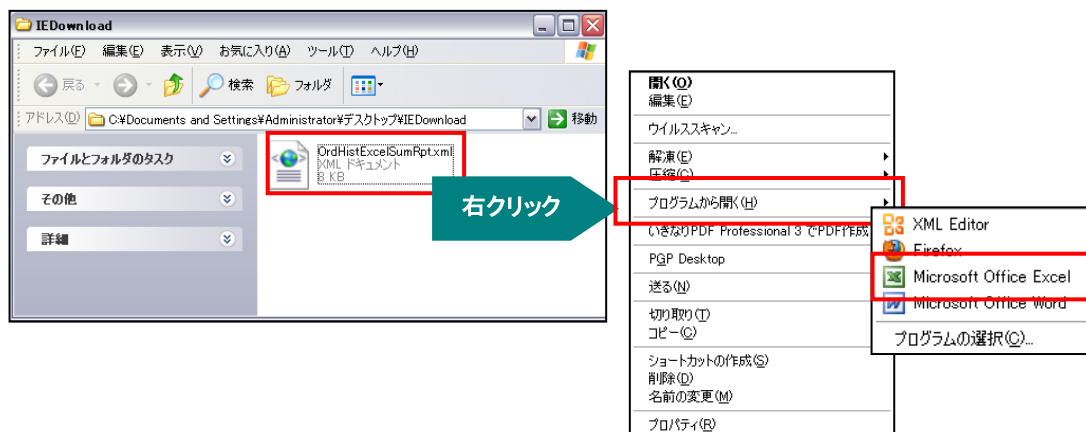 IEDownload
ファイル(F) 編集(E) 表示(V) お気に入り(A) ツール(T) ヘルプ(H)
戻る 検索 フォルダ
アドレス(D) C:¥Documents and Settings¥Administrator¥デスクトップ¥IEDownload 移動
ファイルとフォルダのタスク
その他
詳細
OrdHistExcelSumRpt.xml
XML ドキュメント
8 KB
右クリック
開く(O)
編集(E)
ウイルススキャン...
解凍(E)
圧縮(C)
プログラムから開く(H)
いきなりPDF Professional 3 でPDF作成
PGP Desktop
送る(N)
切り取り(T)
コピー(C)
ショートカットの作成(S)
削除(D)
名前の変更(M)
プロパティ(R)
XML Editor
Firefox
Microsoft Office Excel
Microsoft Office Word
プログラムの選択(C)...